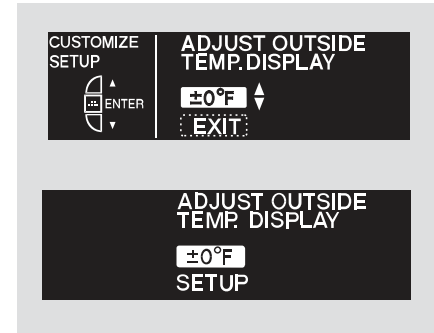 CUSTOMIZE
SETUP
ENTER
ADJUST OUTSIDE
TEMP. DISPLAY
±0°F
EXIT
ADJUST OUTSIDE
TEMP. DISPLAY
±0°F
SETUP